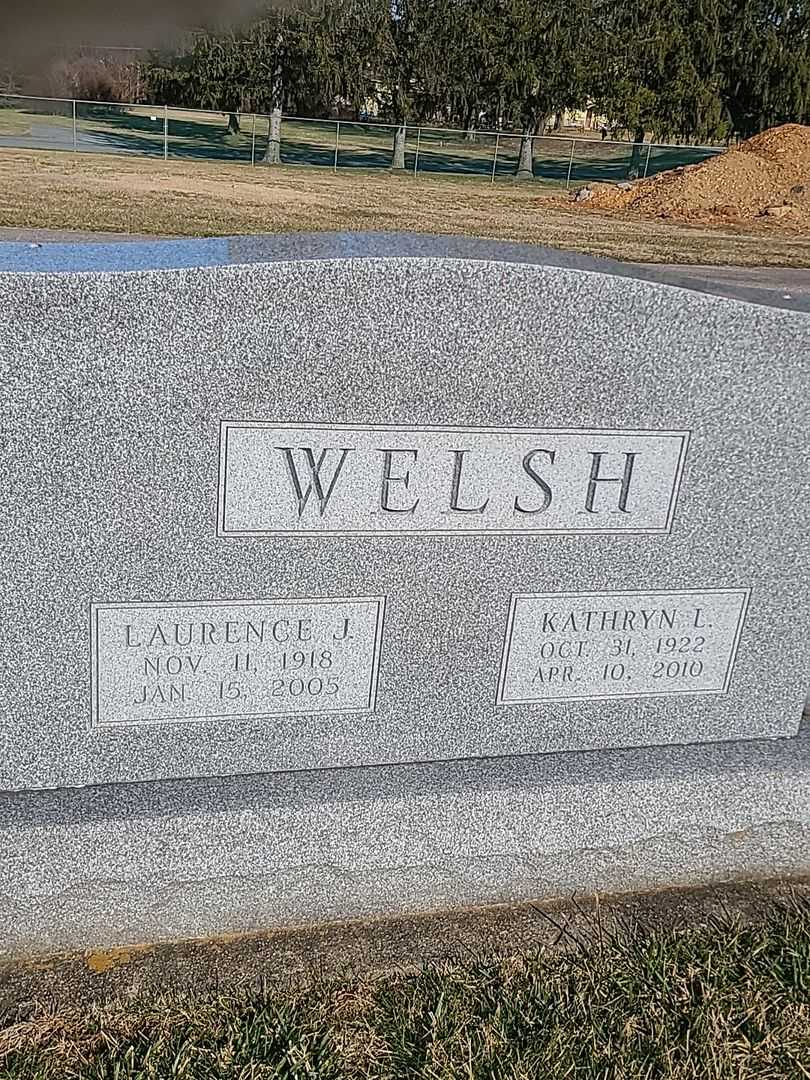 WELSH
LAURENCE J.
NOV. 11, 1918
JAN. 15, 2005
KATHRYN L.
OCT. 31, 1922
APR. 10, 2010